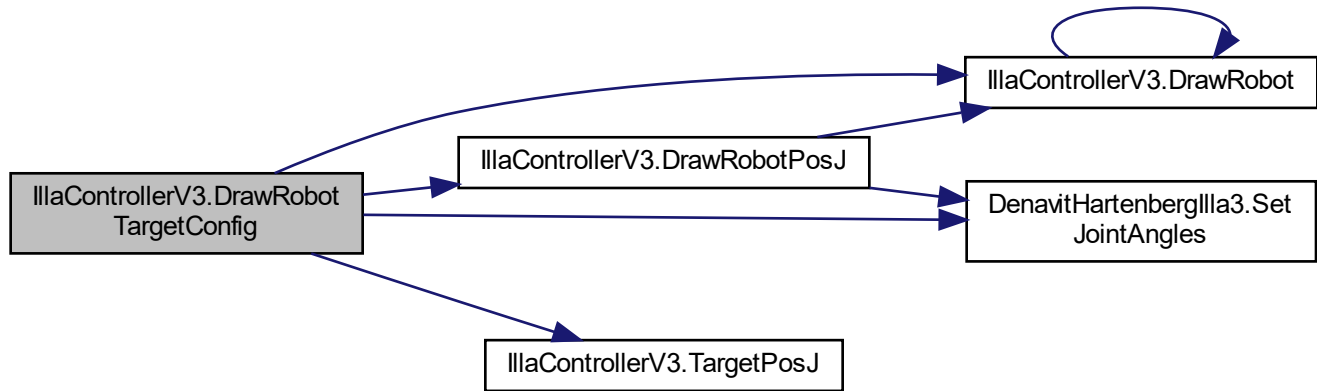 IllaControllerV3.DrawRobot
TargetConfig
IllaControllerV3.DrawRobotPosJ
IllaControllerV3.TargetPosJ
IllaControllerV3.DrawRobot
DenavitHartenbergIlla3.Set
JointAngles